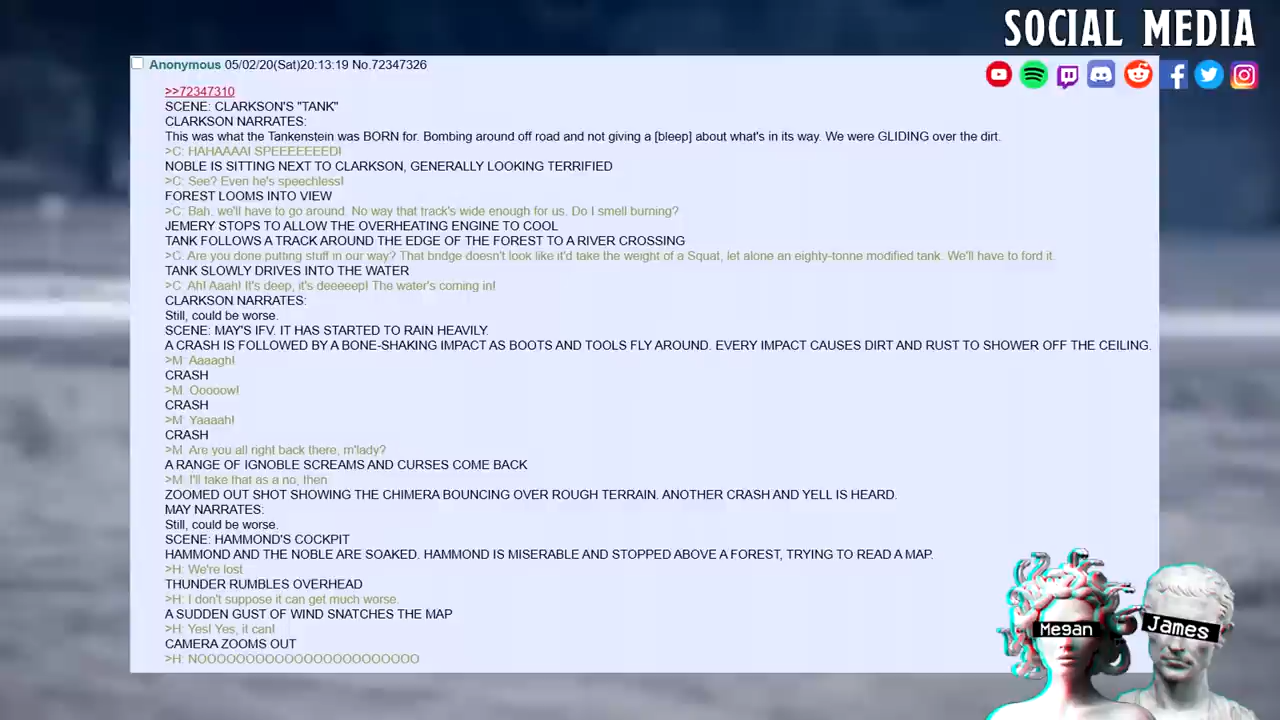 SOCIAL MEDIA
Anonymous 05/02/20(Sat)20:13:19 No.72347326
>>72347310
SCENE: CLARKSON'S "TANK"
CLARKSON NARRATES:
This was what the Tankenstein was BORN for. Bombing around off road and not giving a [bleep] about what's in its way. We were GLIDING over the dirt.
>C: HAHAAAA! SPEEEEEED!
NOBLE IS SITTING NEXT TO CLARKSON, GENERALLY LOOKING TERRIFIED
>C: See? Even he's speechless!
FOREST LOOMS INTO VIEW
>C: Bah, we'll have to go around. No way that track's wide enough for us. Do I smell burning?
JEMERY STOPS TO ALLOW THE OVERHEATING ENGINE TO COOL
TANK FOLLOWS A TRACK AROUND THE EDGE OF THE FOREST TO A RIVER CROSSING
>C: Are you done putting stuff in our way? That bridge doesn't look like it'd take the weight of a Squat, let alone an eighty-tonne modified tank. We'll have to ford it.
TANK SLOWLY DRIVES INTO THE WATER
>C: Ah! Aaah! It's deep, it's deeeeep! The water's coming in!
CLARKSON NARRATES:
Still, could be worse.
SCENE: MAY'S IFV. IT HAS STARTED TO RAIN HEAVILY.
A CRASH IS FOLLOWED BY A BONE-SHAKING IMPACT AS BOOTS AND TOOLS FLY AROUND. EVERY IMPACT CAUSES DIRT AND RUST TO SHOWER OFF THE CEILING.
>M: Aaaagh!
CRASH
>M: Ooooow!
CRASH
>M: Yaaaah!
CRASH
>M: Are you all right back there, m'lady?
A RANGE OF IGNOBLE SCREAMS AND CURSES COME BACK
>M: I'll take that as a no, then
ZOOMED OUT SHOT SHOWING THE CHIMERA BOUNCING OVER ROUGH TERRAIN. ANOTHER CRASH AND YELL IS HEARD.
MAY NARRATES:
Still, could be worse.
SCENE: HAMMOND'S COCKPIT
HAMMOND AND THE NOBLE ARE SOAKED. HAMMOND IS MISERABLE AND STOPPED ABOVE A FOREST, TRYING TO READ A MAP.
>H: We're lost
THUNDER RUMBLES OVERHEAD
>H: I don't suppose it can get much worse.
A SUDDEN GUST OF WIND SNATCHES THE MAP
>H: Yes! Yes, it can!
CAMERA ZOOMS OUT
>H: NOOOOOOOOOOOOOOOOOOOOOOO
Megan
James